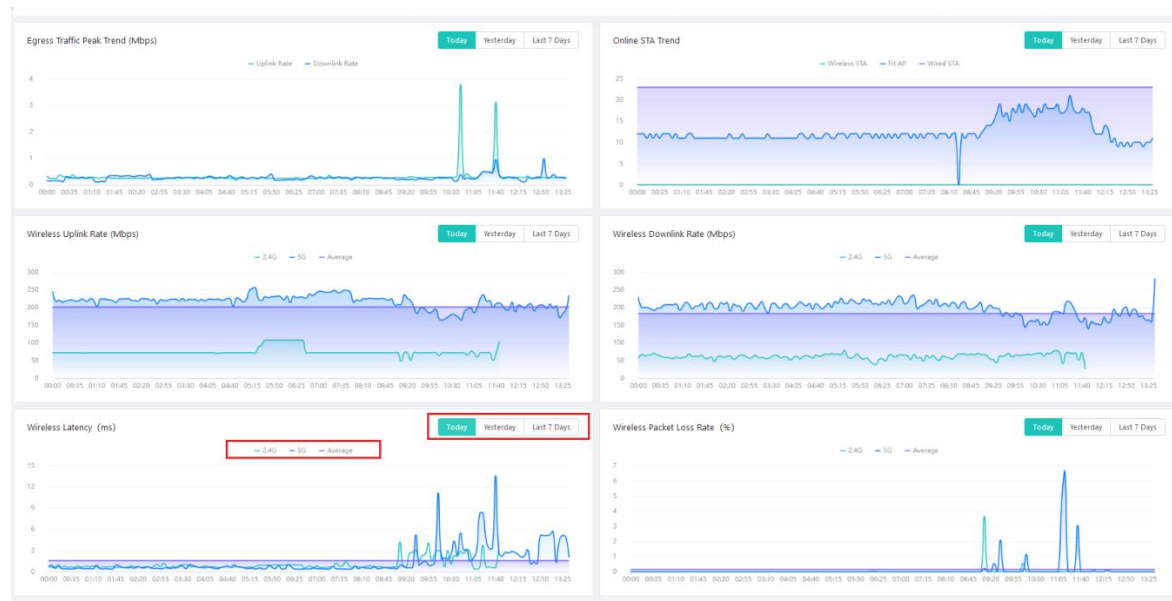 Egress Traffic Peak Trend (Mbps)
Today Yesterday Last 7 Days
Uplink Rate Downlink Rate
4
3
2
1
0
00:00 00:35 01:10 01:45 02:20 02:55 03:30 04:05 04:40 05:15 05:50 06:25 07:00 07:35 08:10 08:45 09:20 09:55 10:30 11:05 11:40 12:15 12:50 13:25
Online STA Trend
Today Yesterday Last 7 Days
Wireless STA Fit AP Wired STA
25
20
15
10
5
0
00:00 00:35 01:10 01:45 02:20 02:55 03:30 04:05 04:40 05:15 05:50 06:25 07:00 07:35 08:10 08:45 09:20 09:55 10:30 11:05 11:40 12:15 12:50 13:25
Wireless Uplink Rate (Mbps)
Today Yesterday Last 7 Days
2.4G 5G Average
300
250
200
150
100
50
0
00:00 00:35 01:10 01:45 02:20 02:55 03:30 04:05 04:40 05:15 05:50 06:25 07:00 07:35 08:10 08:45 09:20 09:55 10:30 11:05 11:40 12:15 12:50 13:25
Wireless Downlink Rate (Mbps)
Today Yesterday Last 7 Days
2.4G 5G Average
300
250
200
150
100
50
0
00:00 00:35 01:10 01:45 02:20 02:55 03:30 04:05 04:40 05:15 05:50 06:25 07:00 07:35 08:10 08:45 09:20 09:55 10:30 11:05 11:40 12:15 12:50 13:25
Wireless Latency (ms)
Today Yesterday Last 7 Days
2.4G 5G Average
15
12
9
6
3
0
00:00 00:35 01:10 01:45 02:20 02:55 03:30 04:05 04:40 05:15 05:50 06:25 07:00 07:35 08:10 08:45 09:20 09:55 10:30 11:05 11:40 12:15 12:50 13:25
Wireless Packet Loss Rate (%)
Today Yesterday Last 7 Days
2.4G 5G Average
7
6
5
4
3
2
1
0
00:00 00:35 01:10 01:45 02:20 02:55 03:30 04:05 04:40 05:15 05:50 06:25 07:00 07:35 08:10 08:45 09:20 09:55 10:30 11:05 11:40 12:15 12:50 13:25